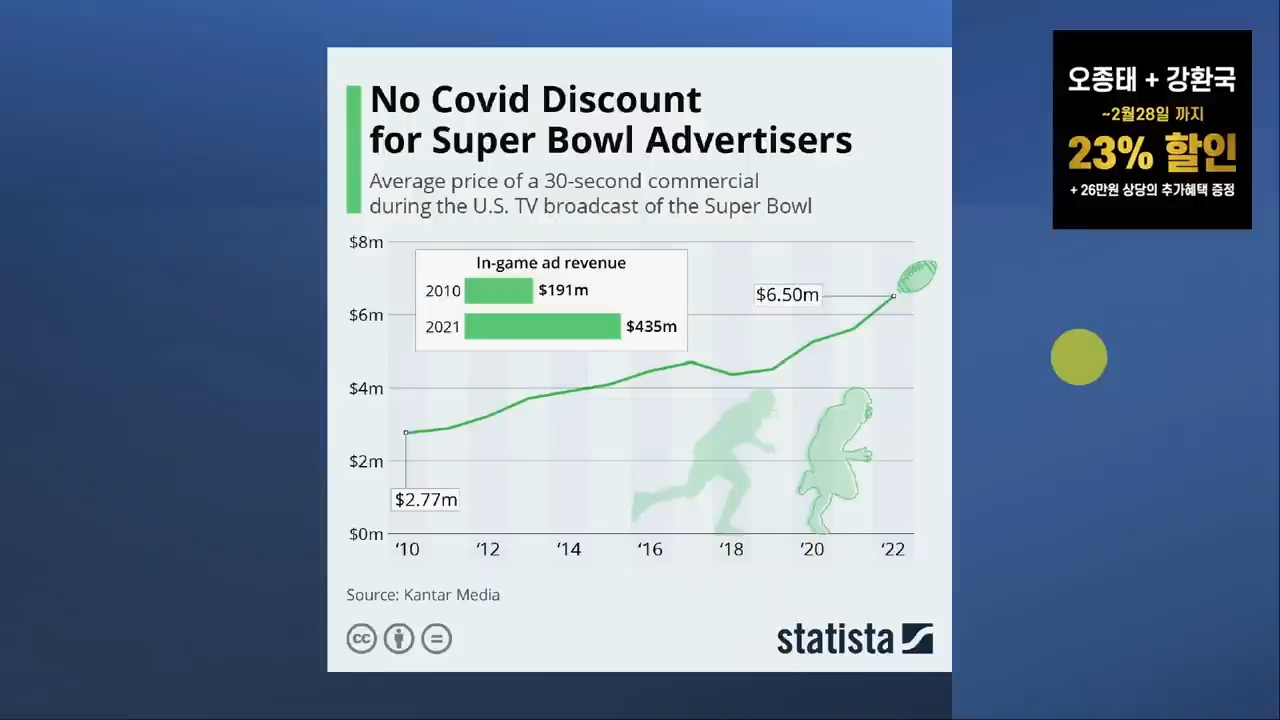 No Covid Discount
for Super Bowl Advertisers
Average price of a 30-second commercial
during the U.S. TV broadcast of the Super Bowl
$8m
$6m
$4m
$2m
$0m
In-game ad revenue
2010 $191m
2021 $435m
$6.50m
$2.77m
‘10 ‘12 ‘14 ‘16 ‘18 ‘20 ‘22
Source: Kantar Media
cc
=
statista
오종태 + 강환국
~2월28일 까지
23% 할인
+ 26만원 상당의 추가혜택 증정